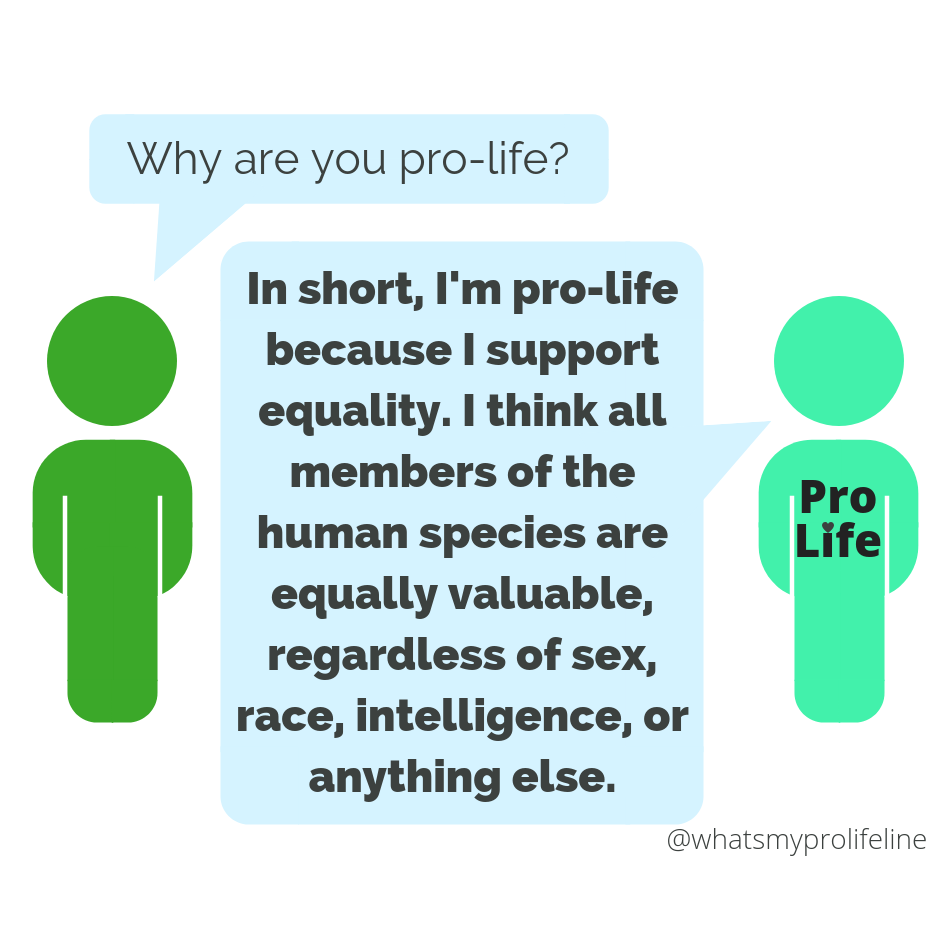 Why are you pro-life?
In short, I'm pro-life
because I support
equality. I think all
members of the
human species are
equally valuable,
regardless of sex,
race, intelligence, or
anything else.
Pro
Life
@whatsmyprolifeline